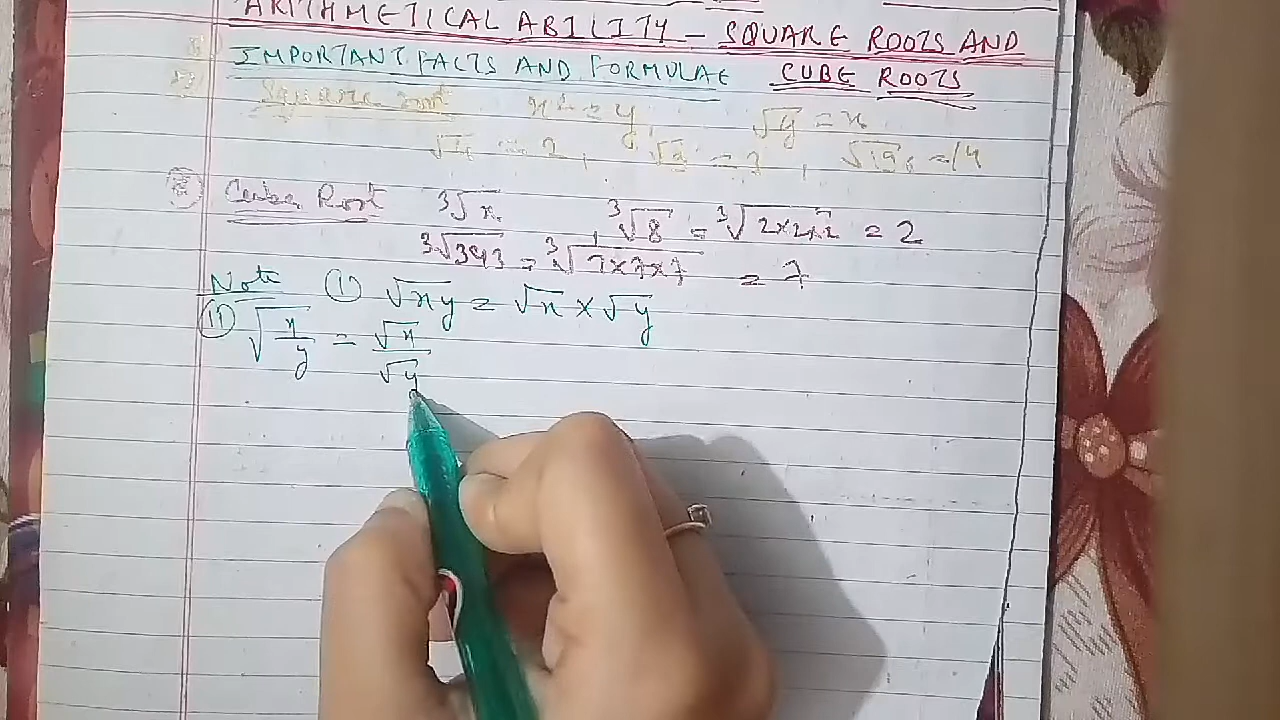 ARITHMETICAL ABILITY – SQUARE ROOTS AND
IMPORTANT FACTS AND FORMULAE CUBE ROOTS
Square root x² = y, √y = x
√4 = 2, √9 = 3, √196 = 14
Cube Root ³√x, ³√8 = ³√2×2×2 = 2
³√343 = ³√7×7×7 = 7
Note (i) √xy = √x × √y
(ii) √x/y = √x/√y